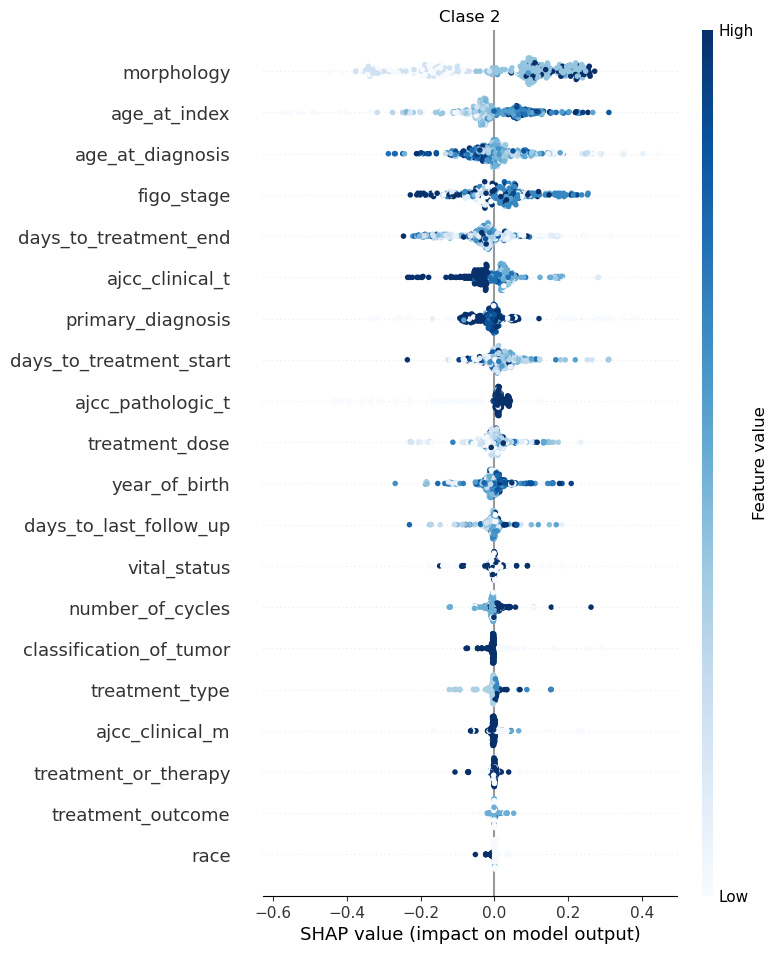 Clase 2
High
morphology
age_at_index
age_at_diagnosis
figo_stage
days_to_treatment_end
ajcc_clinical_t
primary_diagnosis
days_to_treatment_start
ajcc_pathologic_t
treatment_dose
year_of_birth
days_to_last_follow_up
vital_status
number_of_cycles
classification_of_tumor
treatment_type
ajcc_clinical_m
treatment_or_therapy
treatment_outcome
race
Feature value
Low
−0.6 −0.4 −0.2 0.0 0.2 0.4
SHAP value (impact on model output)